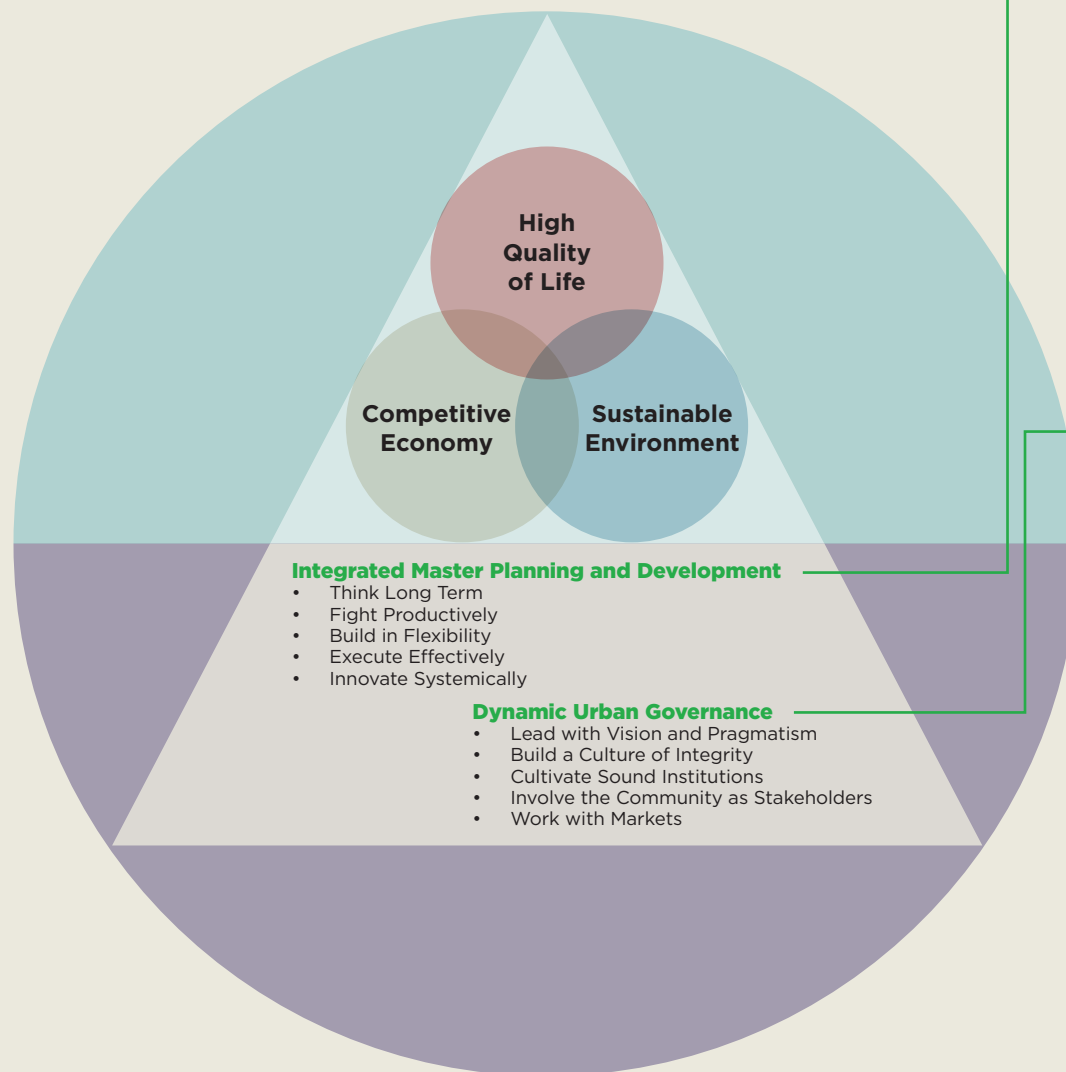 High
Quality
of Life
Competitive
Economy
Sustainable
Environment
Integrated Master Planning and Development
• Think Long Term
• Fight Productively
• Build in Flexibility
• Execute Effectively
• Innovate Systemically
Dynamic Urban Governance
• Lead with Vision and Pragmatism
• Build a Culture of Integrity
• Cultivate Sound Institutions
• Involve the Community as Stakeholders
• Work with Markets